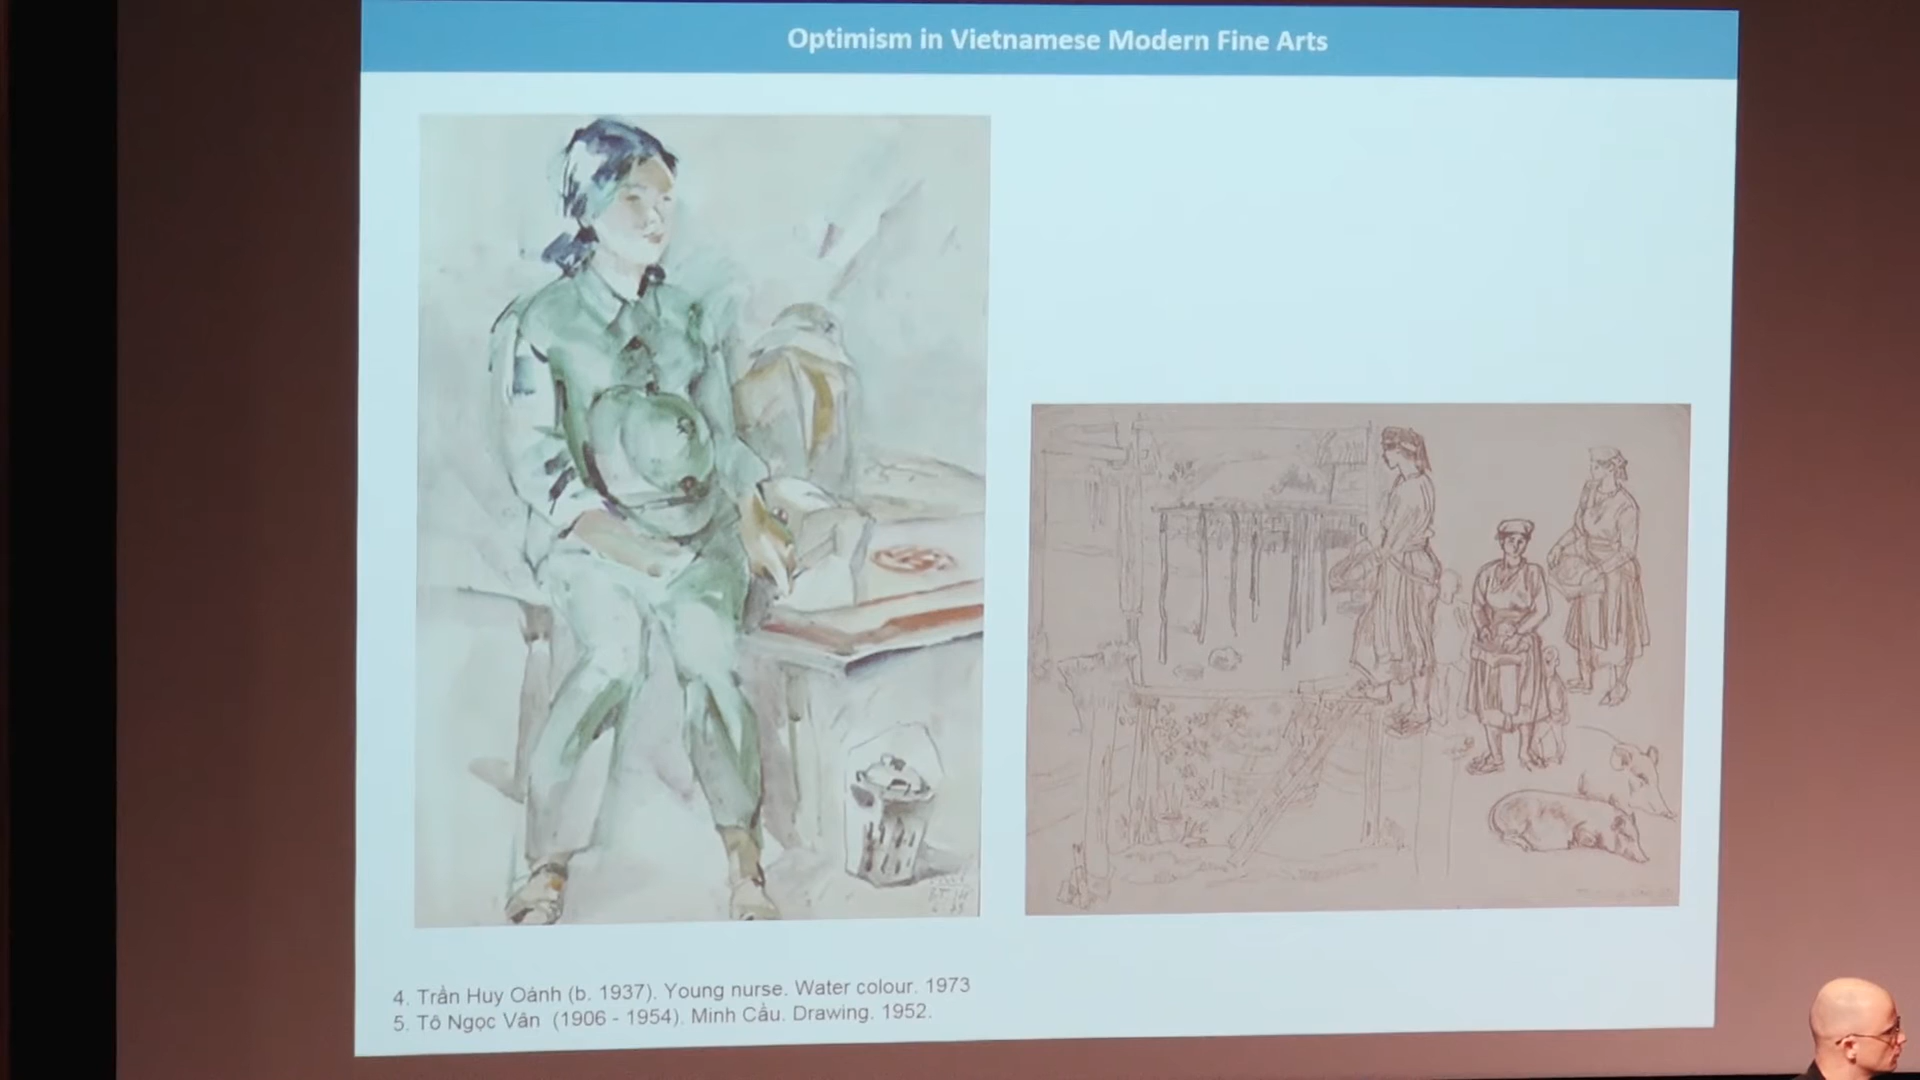 Optimism in Vietnamese Modern Fine Arts
4. Trần Huy Oánh (b. 1937). Young nurse. Water colour. 1973
5. Tô Ngọc Vân (1906 - 1954). Minh Cầu. Drawing. 1952.